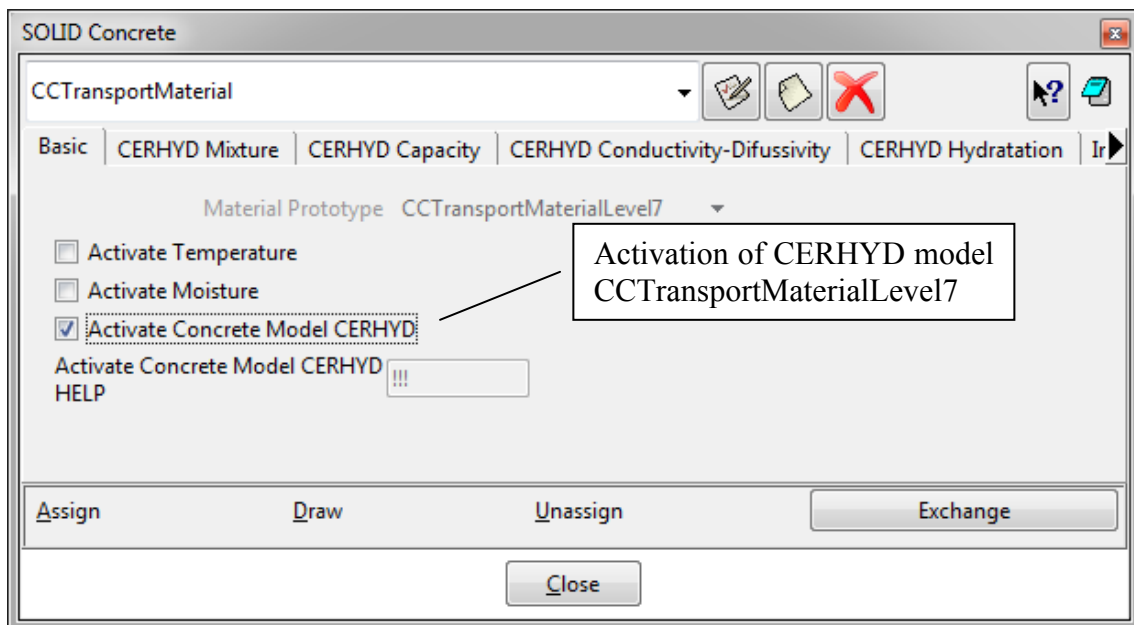 SOLID Concrete
CCTransportMaterial
Basic CERHYD Mixture CERHYD Capacity CERHYD Conductivity-Difussivity CERHYD Hydratation Ir
Material Prototype CCTransportMaterialLevel7
Activate Temperature
Activate Moisture
Activate Concrete Model CERHYD
Activation of CERHYD model
CCTransportMaterialLevel7
Activate Concrete Model CERHYD !!!
HELP
Assign Draw Unassign Exchange
Close